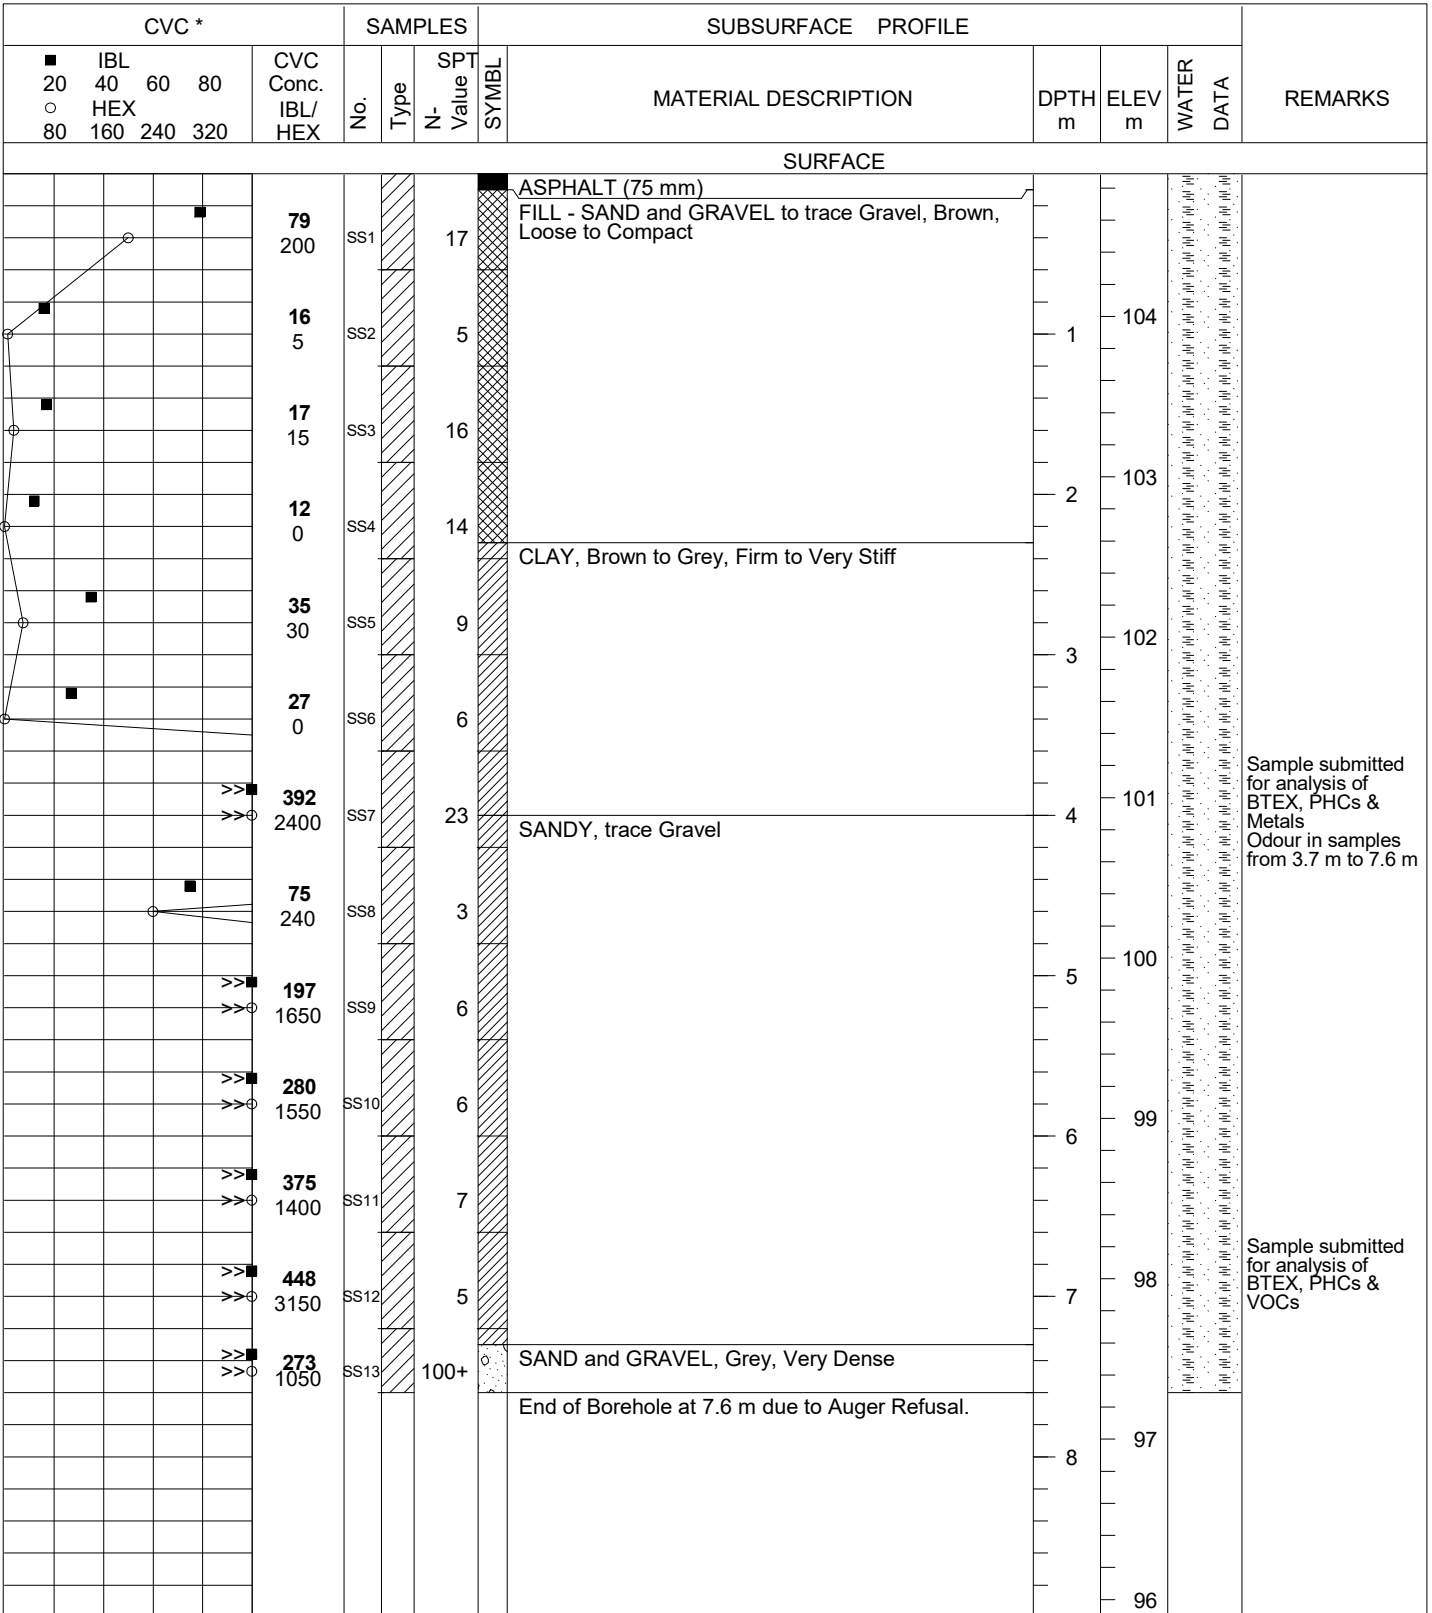 CVC *
SAMPLES
SUBSURFACE PROFILE
■ IBL
20 40 60 80
○ HEX
80 160 240 320
CVC
Conc.
IBL/
HEX
No.
Type
SPT
N-
Value
SYMBL
MATERIAL DESCRIPTION
DPTH
m
ELEV
m
WATER
DATA
REMARKS
SURFACE
ASPHALT (75 mm)
FILL - SAND and GRAVEL to trace Gravel, Brown,
Loose to Compact
79
200
SS1
17
104
16
5
SS2
5
1
17
15
SS3
16
103
2
12
0
SS4
14
CLAY, Brown to Grey, Firm to Very Stiff
35
30
SS5
9
102
3
27
0
SS6
6
Sample submitted
for analysis of
BTEX, PHCs &
Metals
Odour in samples
from 3.7 m to 7.6 m
>>
392
>>
2400
SS7
23
101
4
SANDY, trace Gravel
75
240
SS8
3
100
5
>>
197
>>
1650
SS9
6
>>
280
>>
1550
SS10
6
99
6
>>
375
>>
1400
SS11
7
Sample submitted
for analysis of
BTEX, PHCs &
VOCs
>>
448
>>
3150
SS12
5
98
7
>>
273
>>
1050
SS13
100+
SAND and GRAVEL, Grey, Very Dense
End of Borehole at 7.6 m due to Auger Refusal.
97
8
96